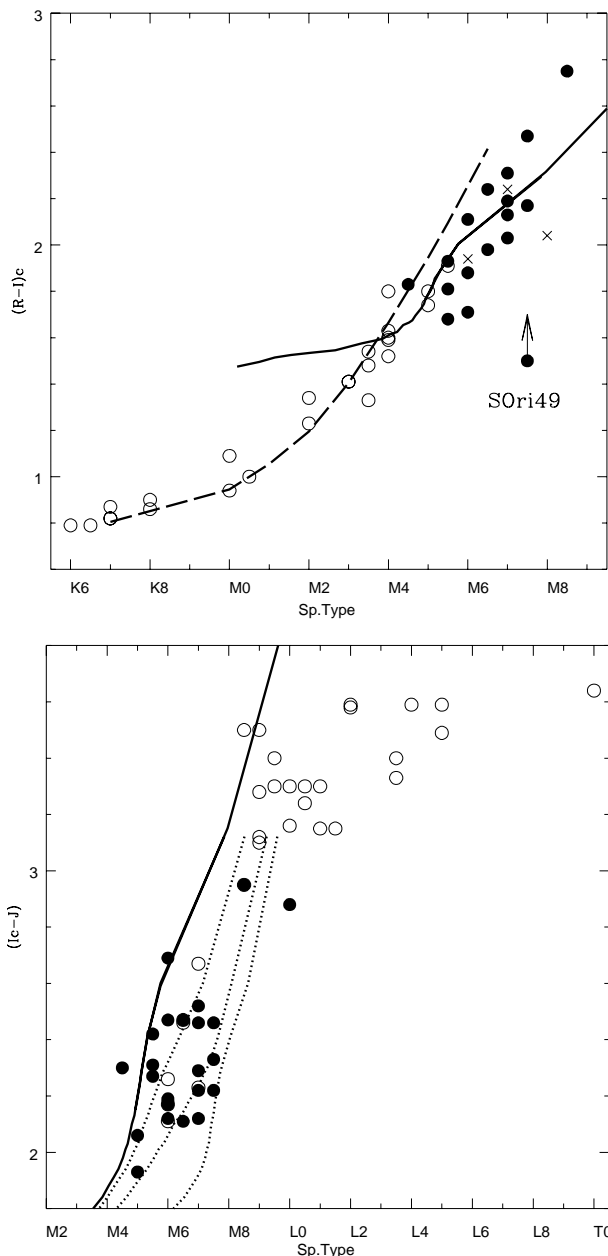 3
2
1
(R-I)c
SOri49
K6 K8 M0 M2 M4 M6 M8
Sp.Type
3
2
(Ic-J)
M2 M4 M6 M8 L0 L2 L4 L6 L8 T0
Sp.Type